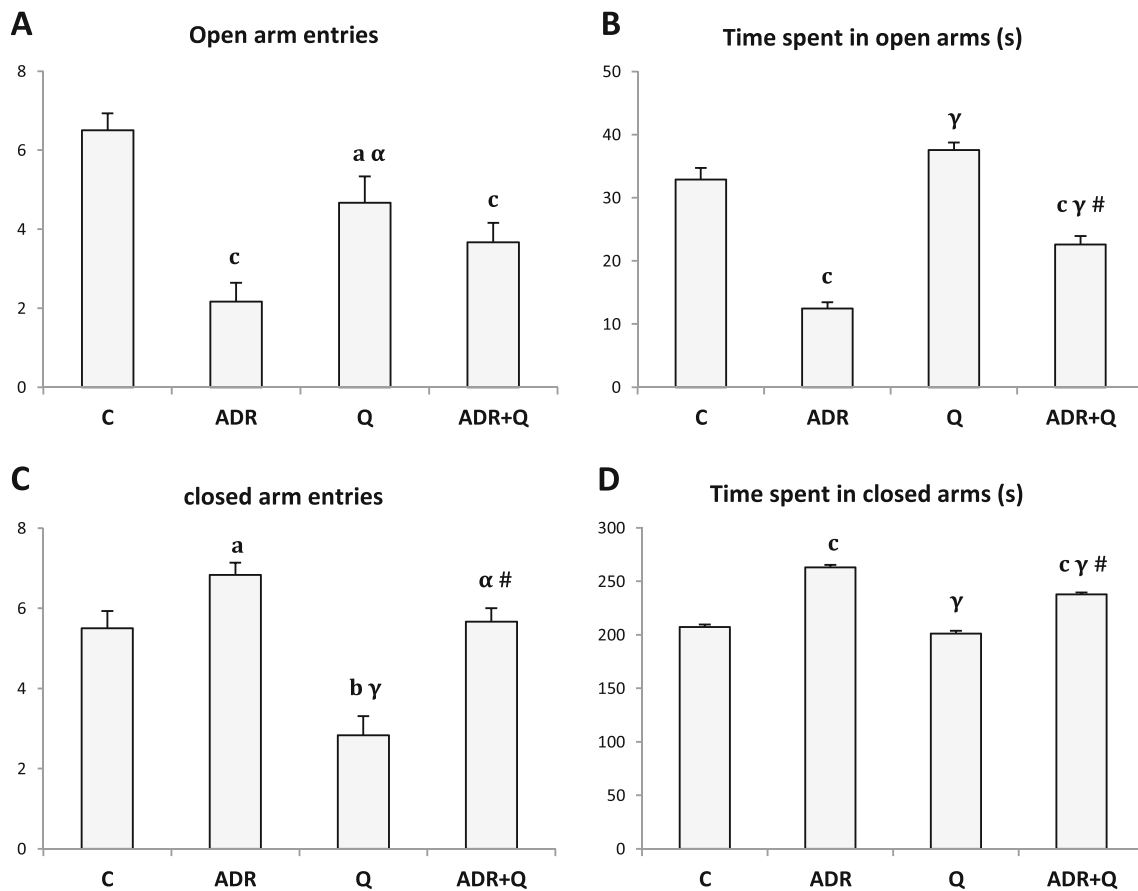 A
Open arm entries
8
6
4
2
0
c
a α
c
C ADR Q ADR+Q
B
Time spent in open arms (s)
50
40
30
20
10
0
c
γ
c γ #
C ADR Q ADR+Q
C
closed arm entries
8
6
4
2
0
a
b γ
α #
C ADR Q ADR+Q
D
Time spent in closed arms (s)
300
250
200
150
100
50
0
c
γ
c γ #
C ADR Q ADR+Q